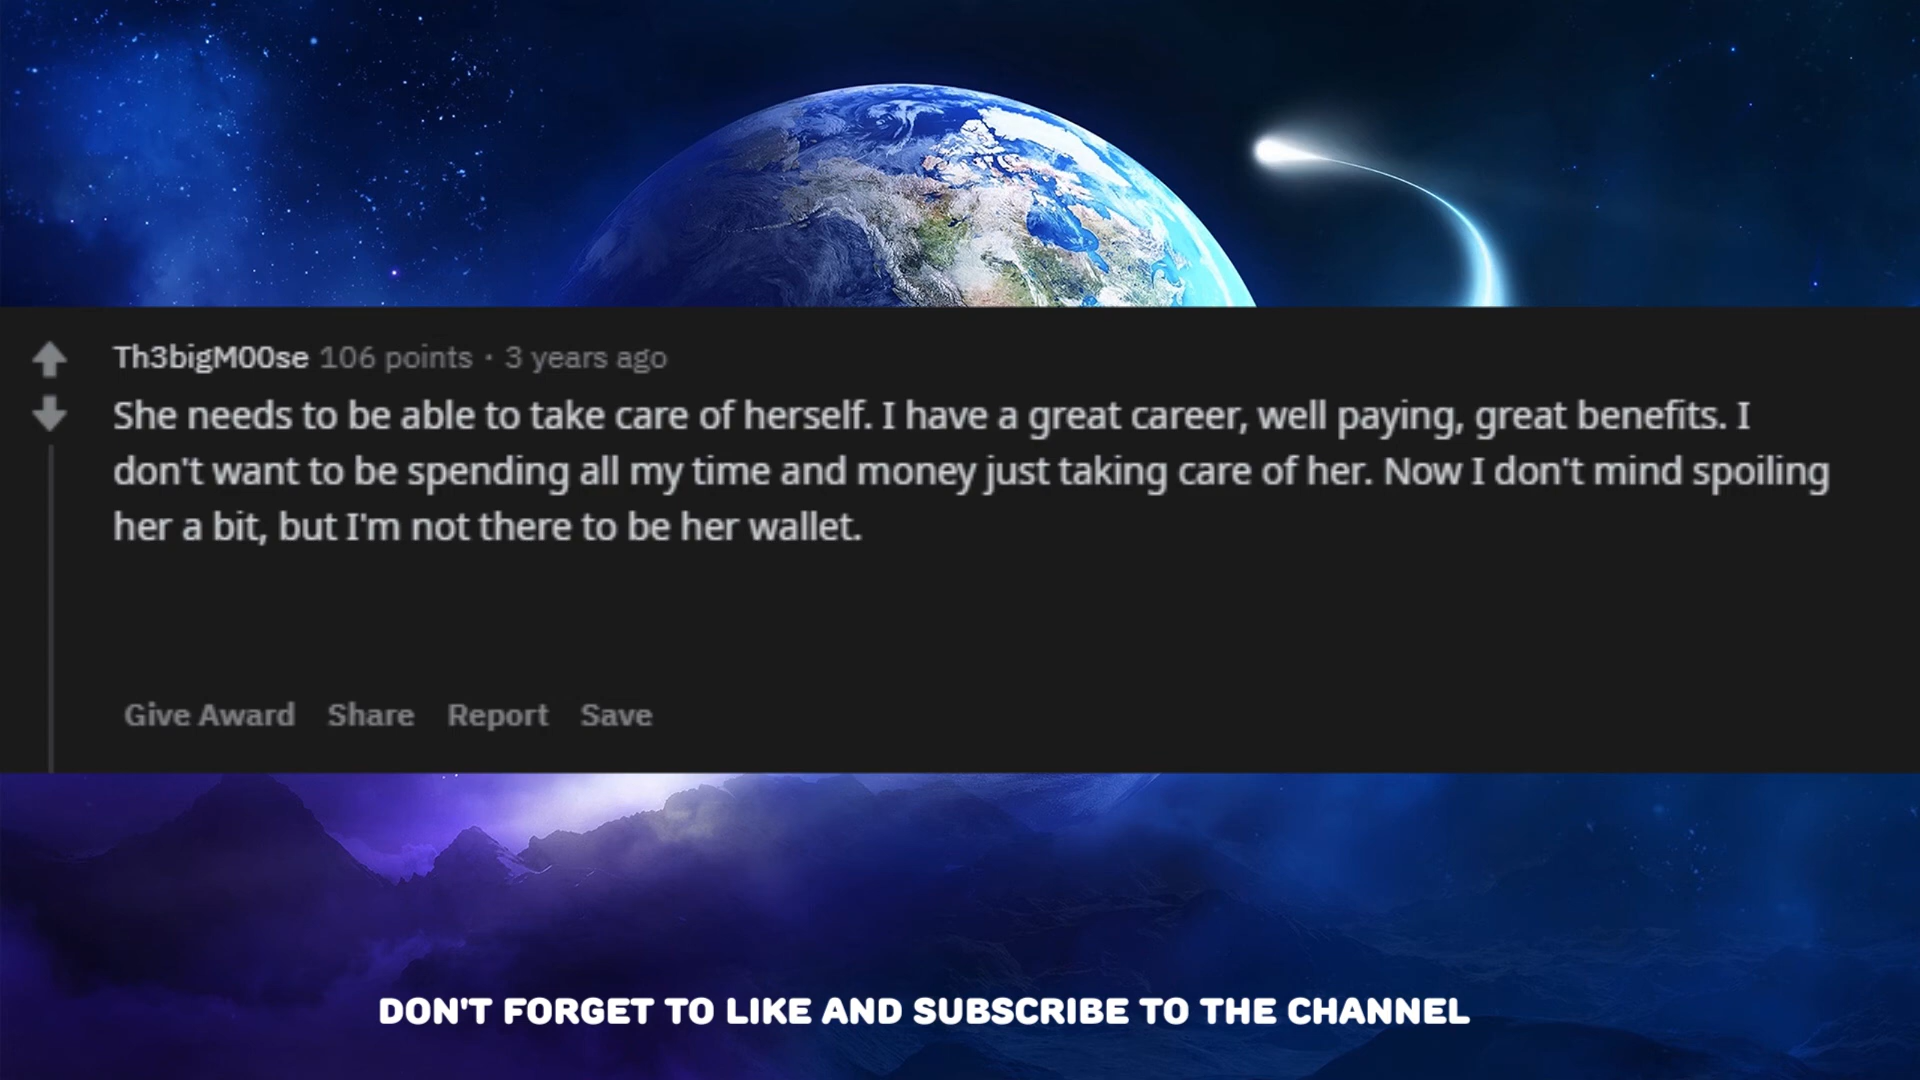 Th3bigM00se 106 points · 3 years ago
She needs to be able to take care of herself. I have a great career, well paying, great benefits. I
don't want to be spending all my time and money just taking care of her. Now I don't mind spoiling
her a bit, but I'm not there to be her wallet.
Give Award Share Report Save
DON'T FORGET TO LIKE AND SUBSCRIBE TO THE CHANNEL